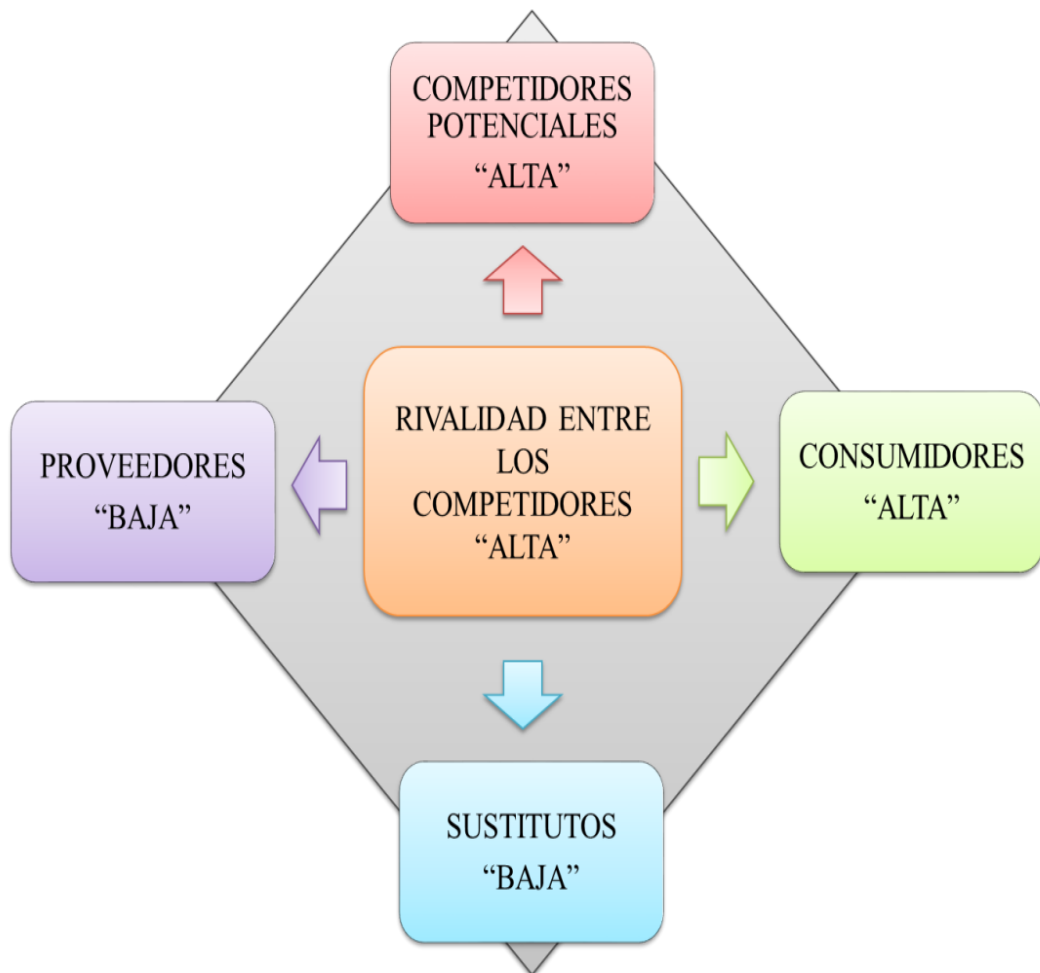 COMPETIDORES
POTENCIALES
“ALTA”
PROVEEDORES
“BAJA”
RIVALIDAD ENTRE
LOS
COMPETIDORES
“ALTA”
CONSUMIDORES
“ALTA”
SUSTITUTOS
“BAJA”